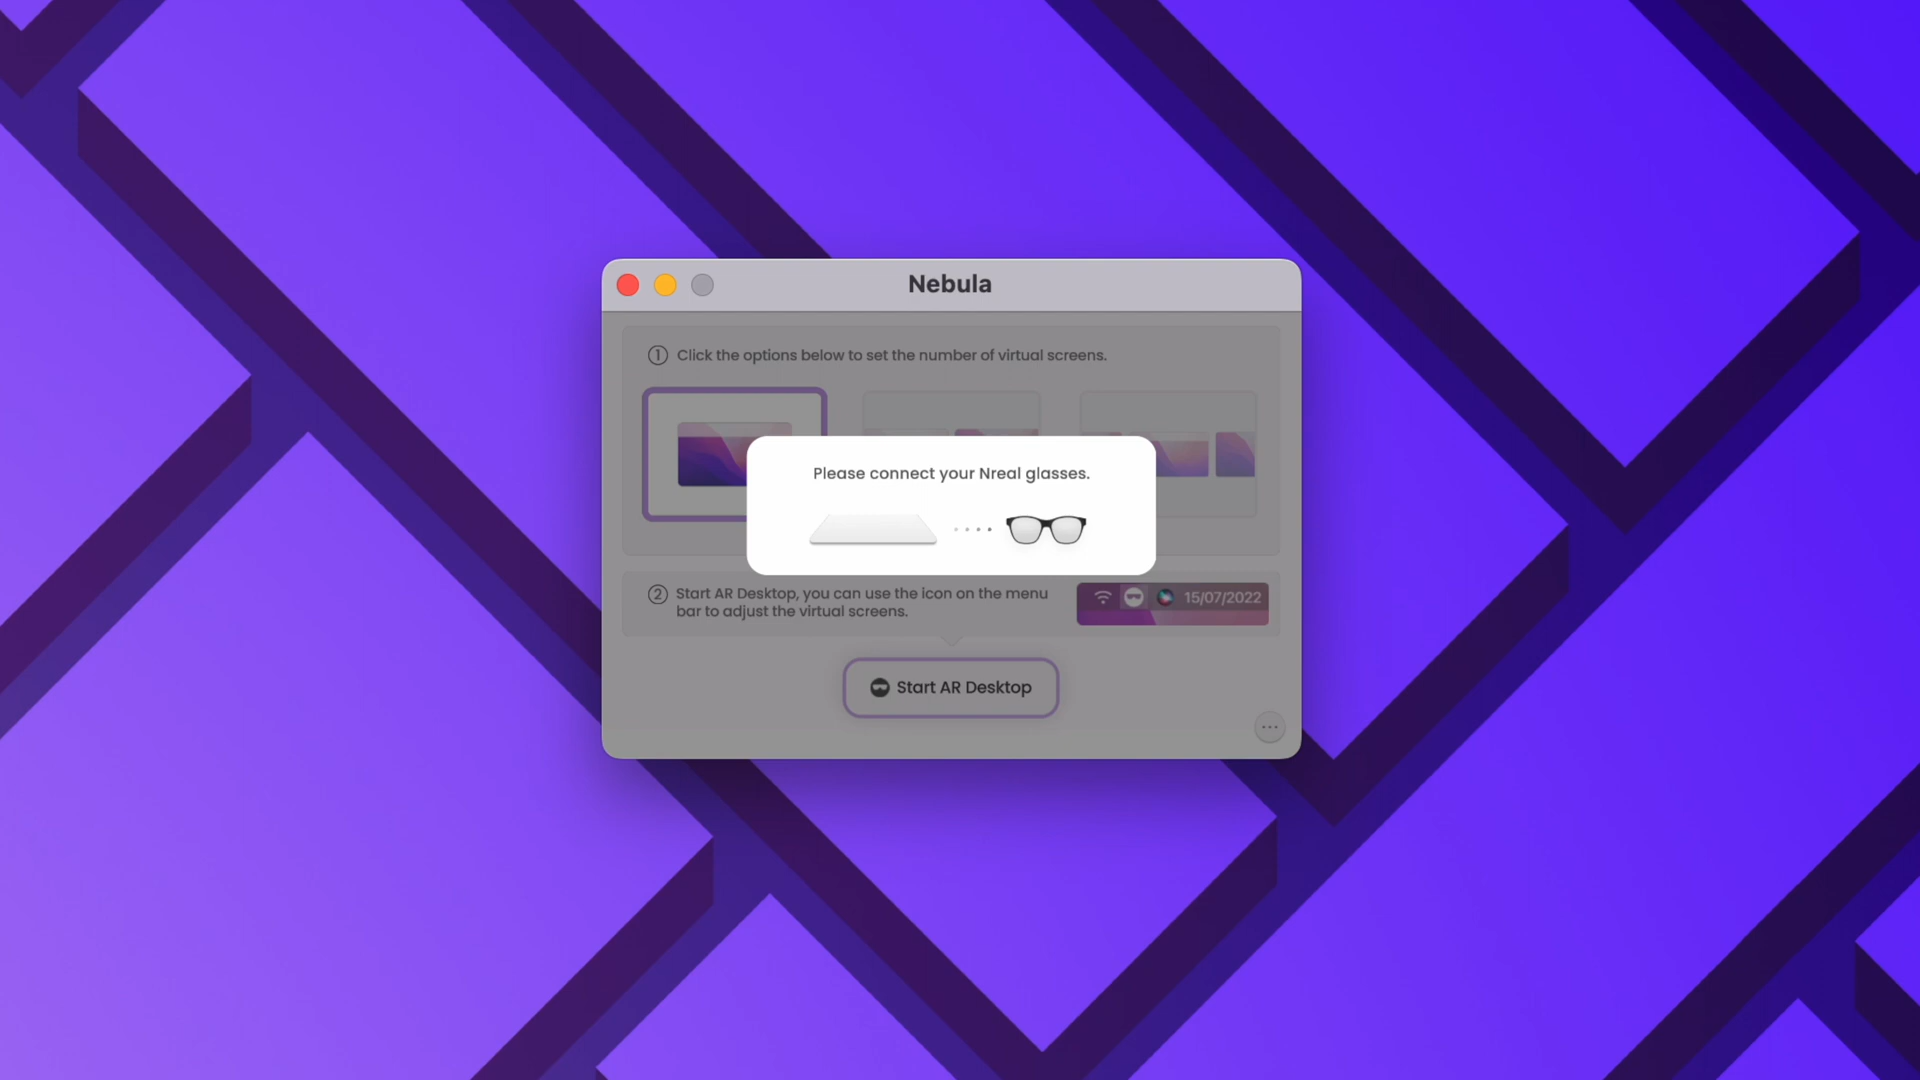 Nebula
① Click the options below to set the number of virtual screens.
Please connect your Nreal glasses.
② Start AR Desktop, you can use the icon on the menu
bar to adjust the virtual screens.
15/07/2022
Start AR Desktop